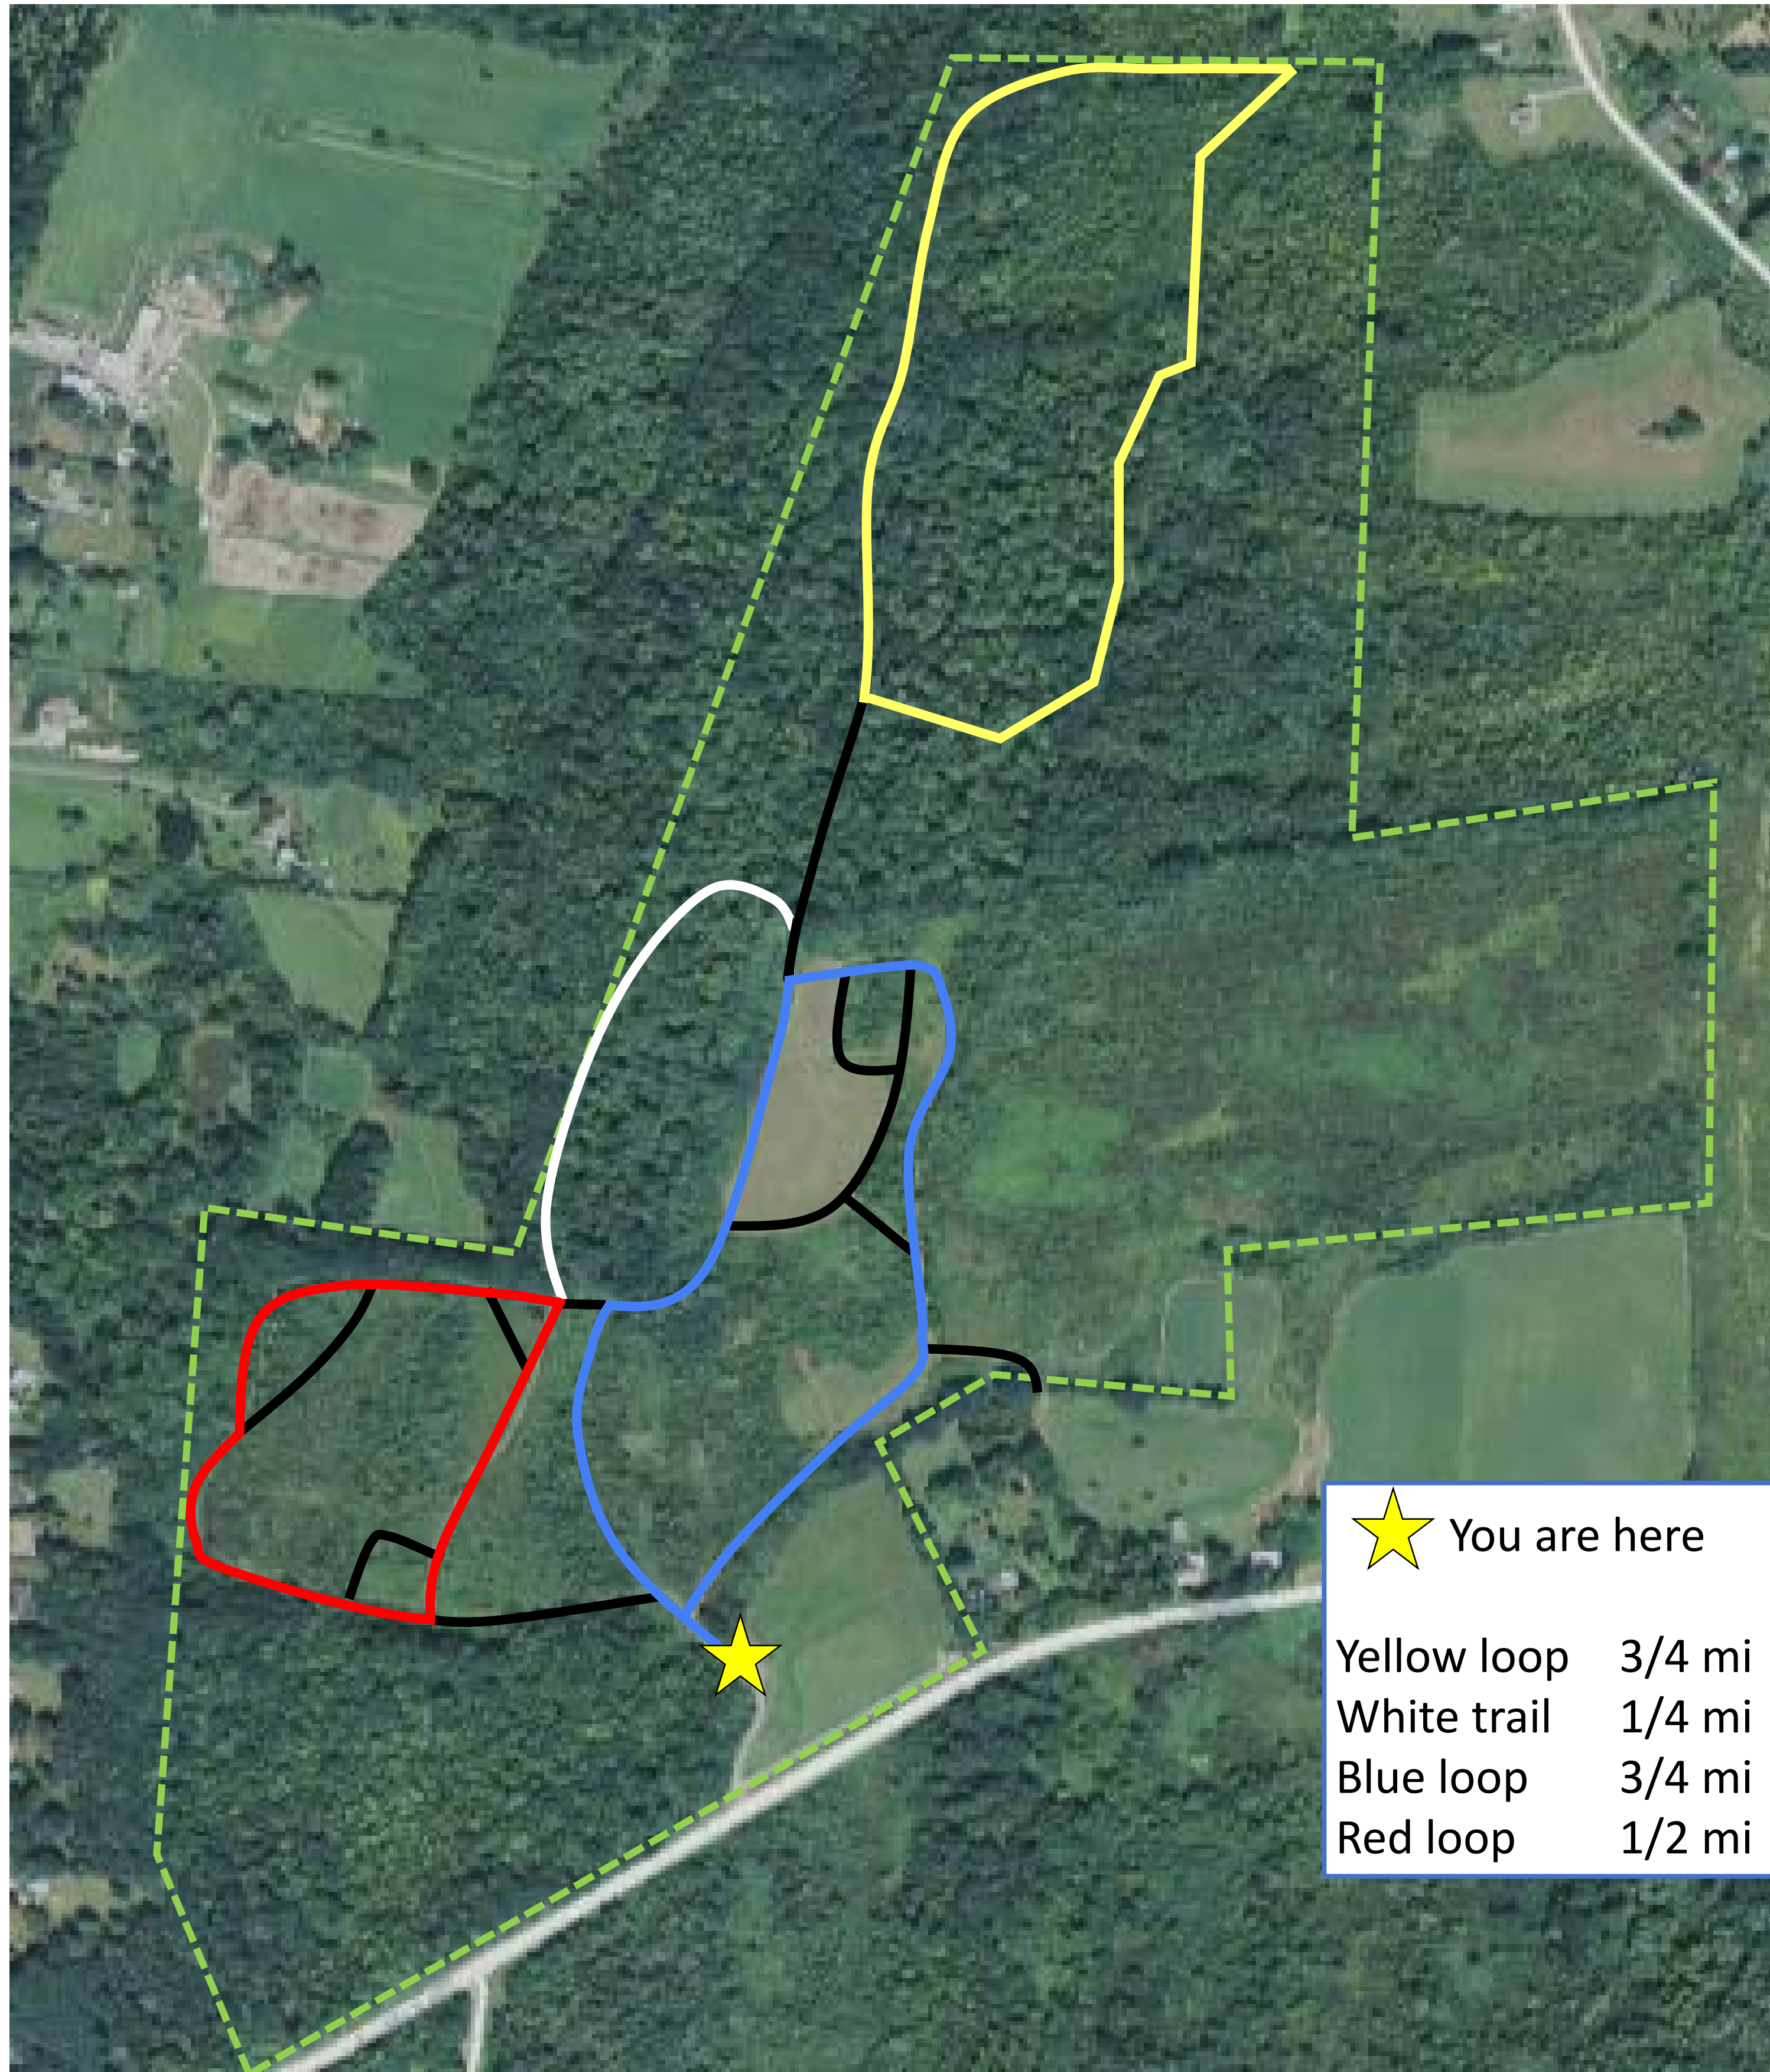 You are here
Yellow loop 3/4 mi
White trail 1/4 mi
Blue loop 3/4 mi
Red loop 1/2 mi